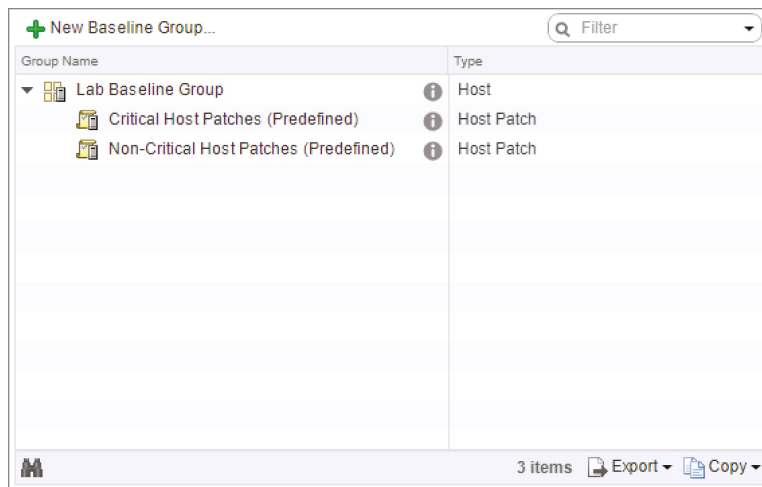 New Baseline Group...
Filter
Group Name Type
Lab Baseline Group Host
Critical Host Patches (Predefined) Host Patch
Non-Critical Host Patches (Predefined) Host Patch
3 items Export Copy